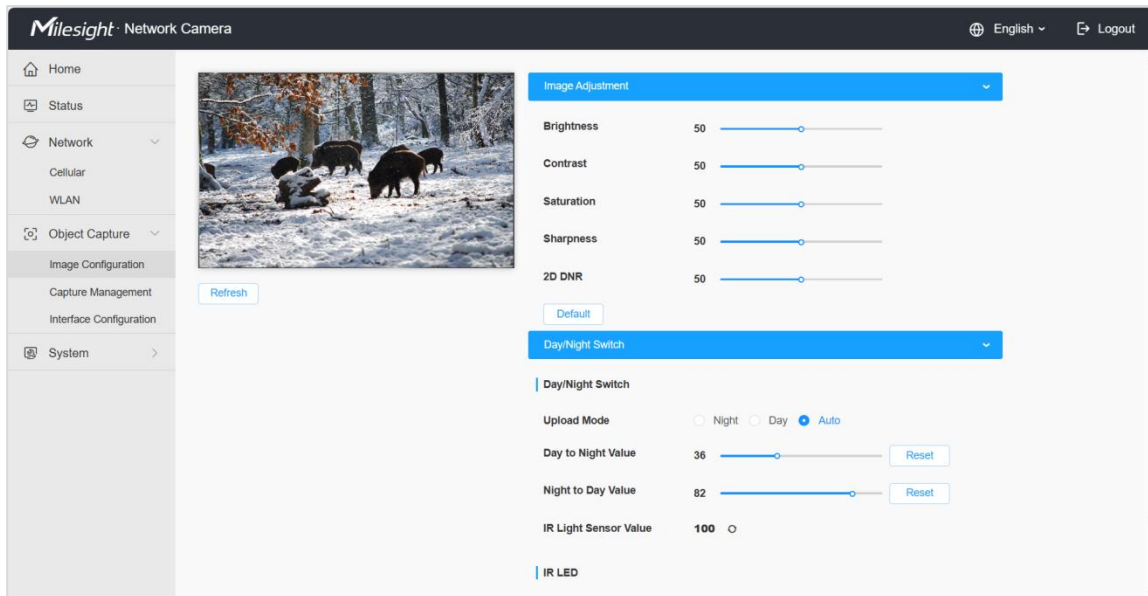 Milesight · Network Camera
English
Logout
Home
Status
Network
Cellular
WLAN
Object Capture
Image Configuration
Capture Management
Interface Configuration
System
Refresh
Image Adjustment
Brightness 50
Contrast 50
Saturation 50
Sharpness 50
2D DNR 50
Default
Day/Night Switch
Day/Night Switch
Upload Mode Night Day Auto
Day to Night Value 36 Reset
Night to Day Value 82 Reset
IR Light Sensor Value 100
IR LED